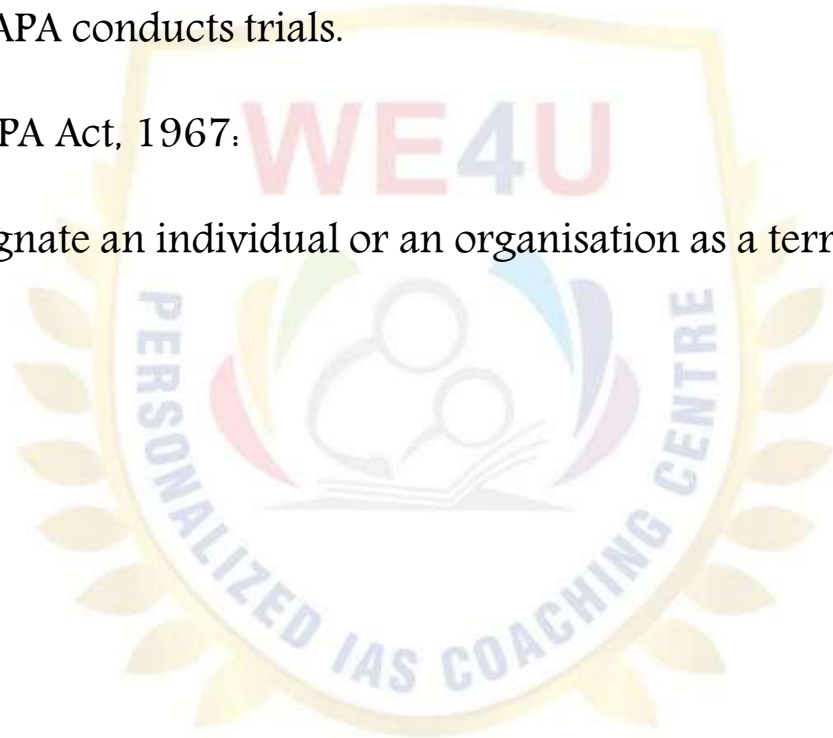 APA conducts trials.
PA Act, 1967:
WE4U
gnate an individual or an organisation as a terr
PERSONALIZED IAS COACHING CENTRE